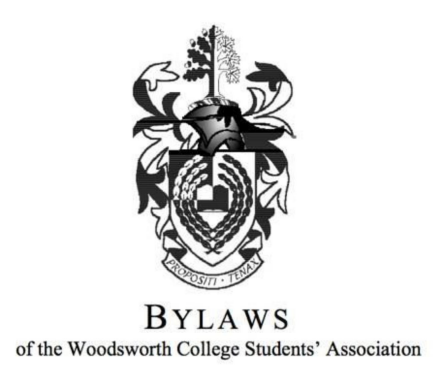 PROPOSITI · TENAX
BYLAWS
of the Woodsworth College Students' Association